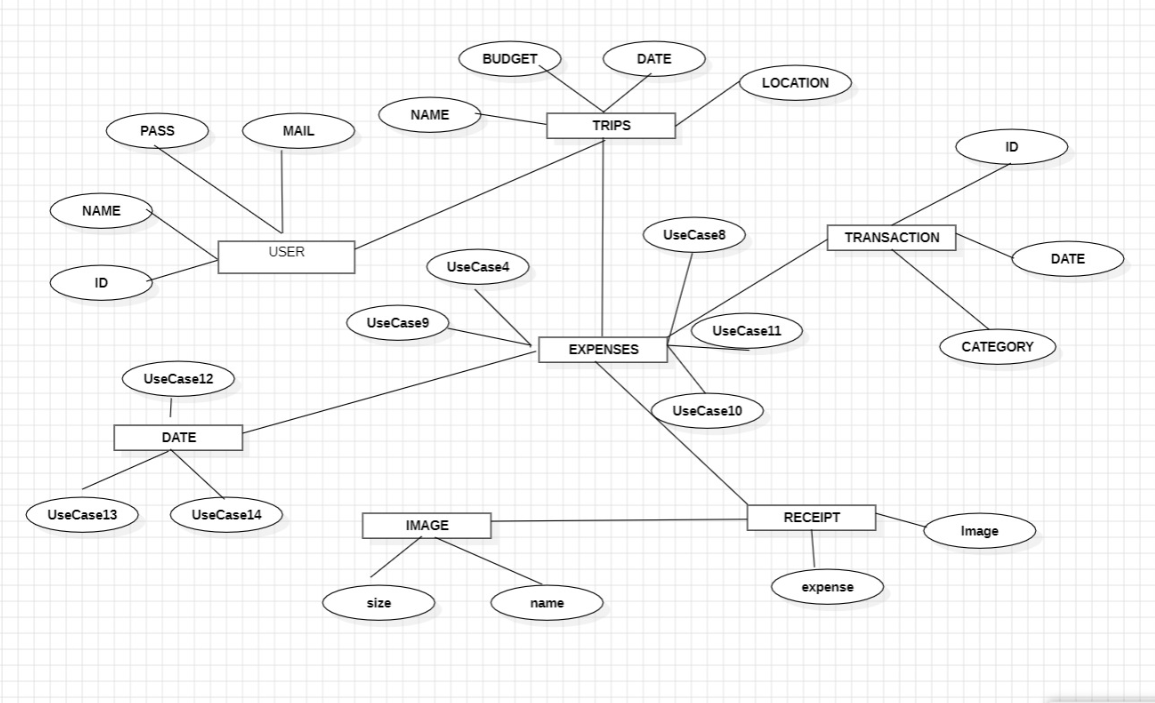 BUDGET
DATE
LOCATION
NAME
TRIPS
PASS
MAIL
ID
NAME
UseCase8
TRANSACTION
USER
DATE
UseCase4
ID
UseCase9
UseCase11
EXPENSES
CATEGORY
UseCase12
UseCase10
DATE
UseCase13
UseCase14
IMAGE
RECEIPT
Image
expense
size
name